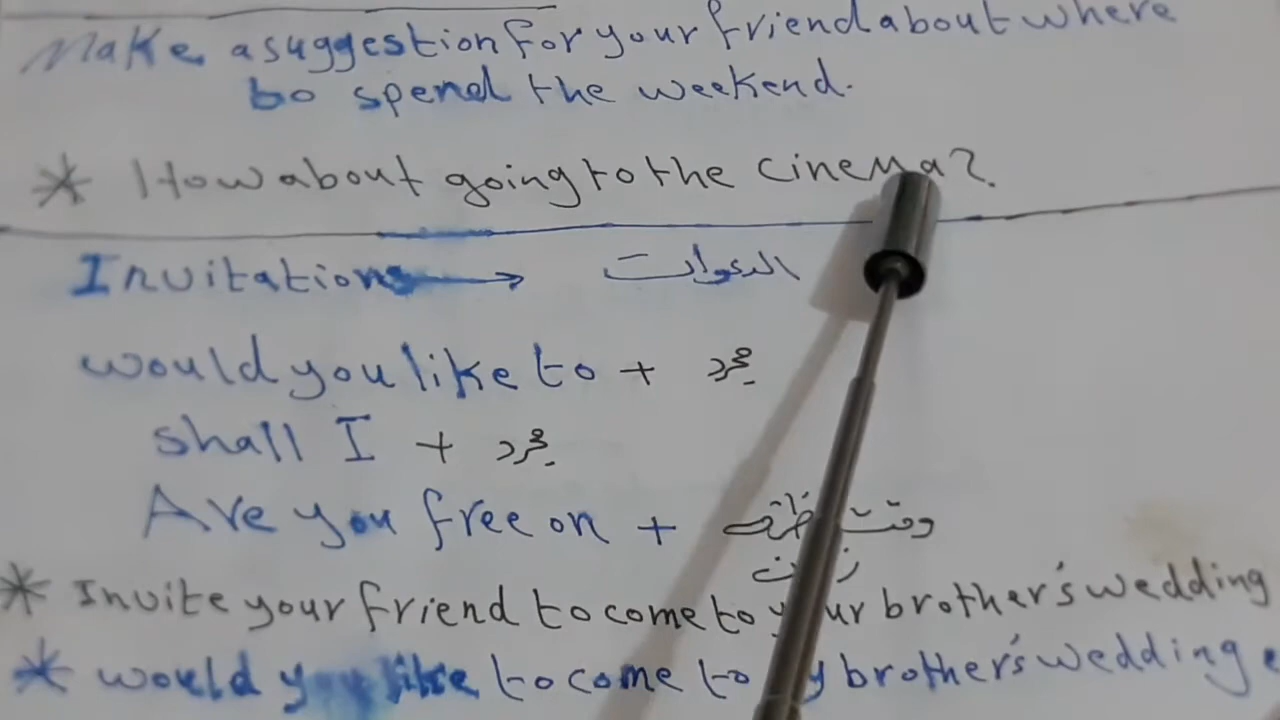 Make a suggestion for your friend about where
to spend the weekend.
* How about going to the cinema?
Invitations → الدعوات
would you like to + مجرد
shall I + مجرد
Are you free on + وقت
* Invite your friend to come to your brother's wedding
* would you like to come to my brother's wedding